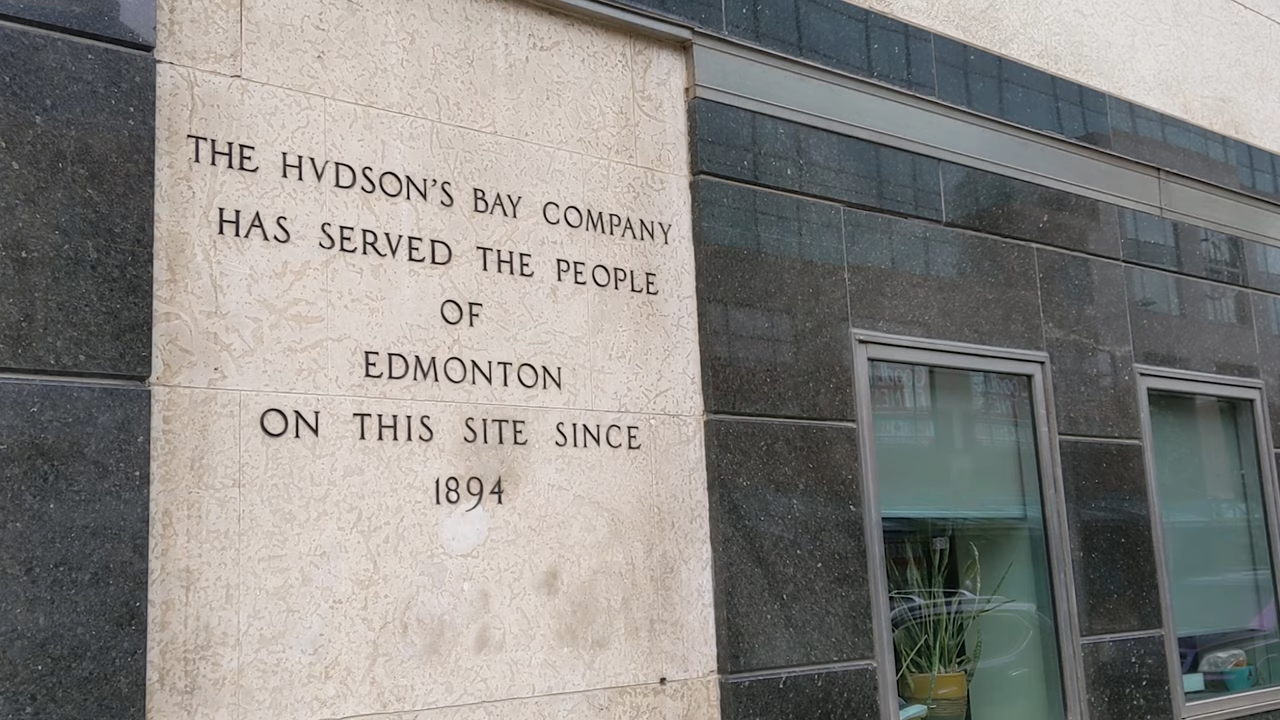 THE HVDSON'S BAY COMPANY
HAS SERVED THE PEOPLE
OF
EDMONTON
ON THIS SITE SINCE
1894